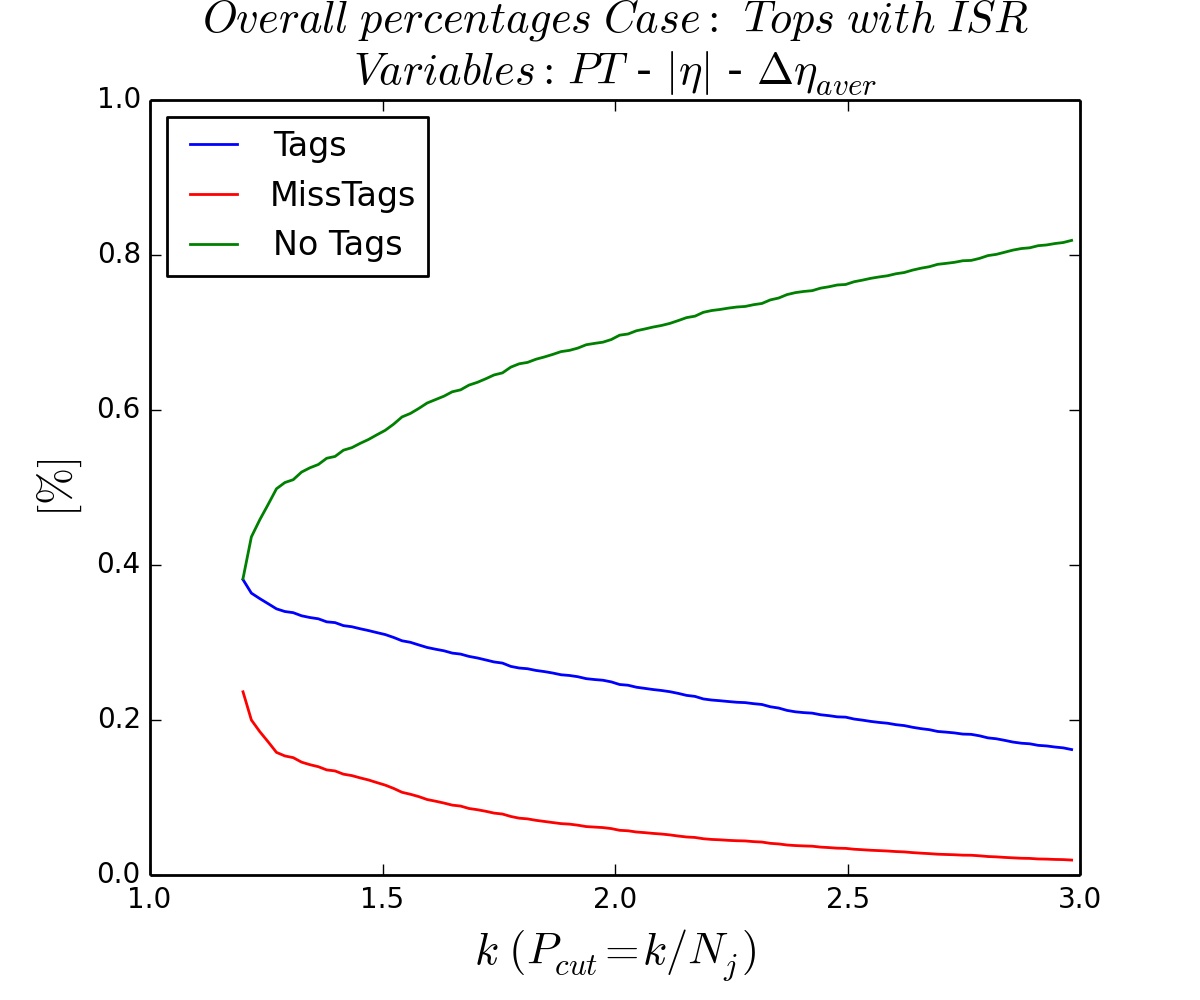 Overall percentages Case: Tops with ISR
Variables: PT - |η| - Δη_aver
1.0
Tags
MissTags
No Tags
0.8
0.6
[%]
0.4
0.2
0.0
1.0 1.5 2.0 2.5 3.0
k (P_cut = k/N_j)